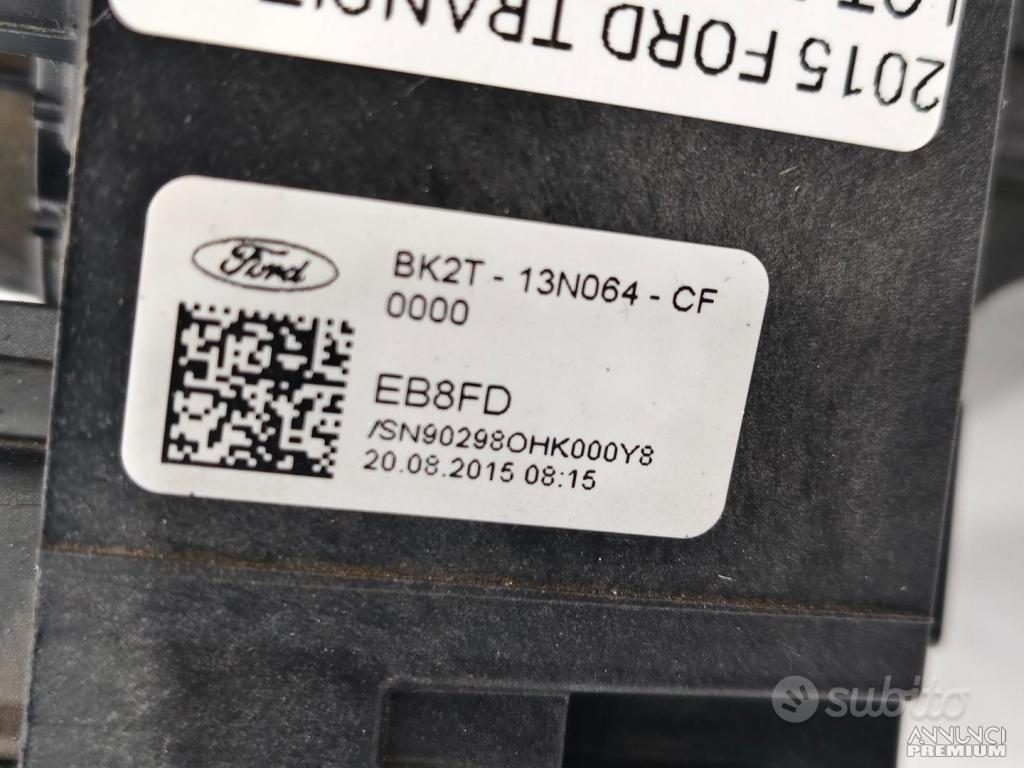 2015 FORD TRANSIT
Ford
BK2T - 13N064 - CF
0000
EB8FD
/SN90298OHK000Y8
20.08.2015 08:15
subito
ANNUNCI
PREMIUM